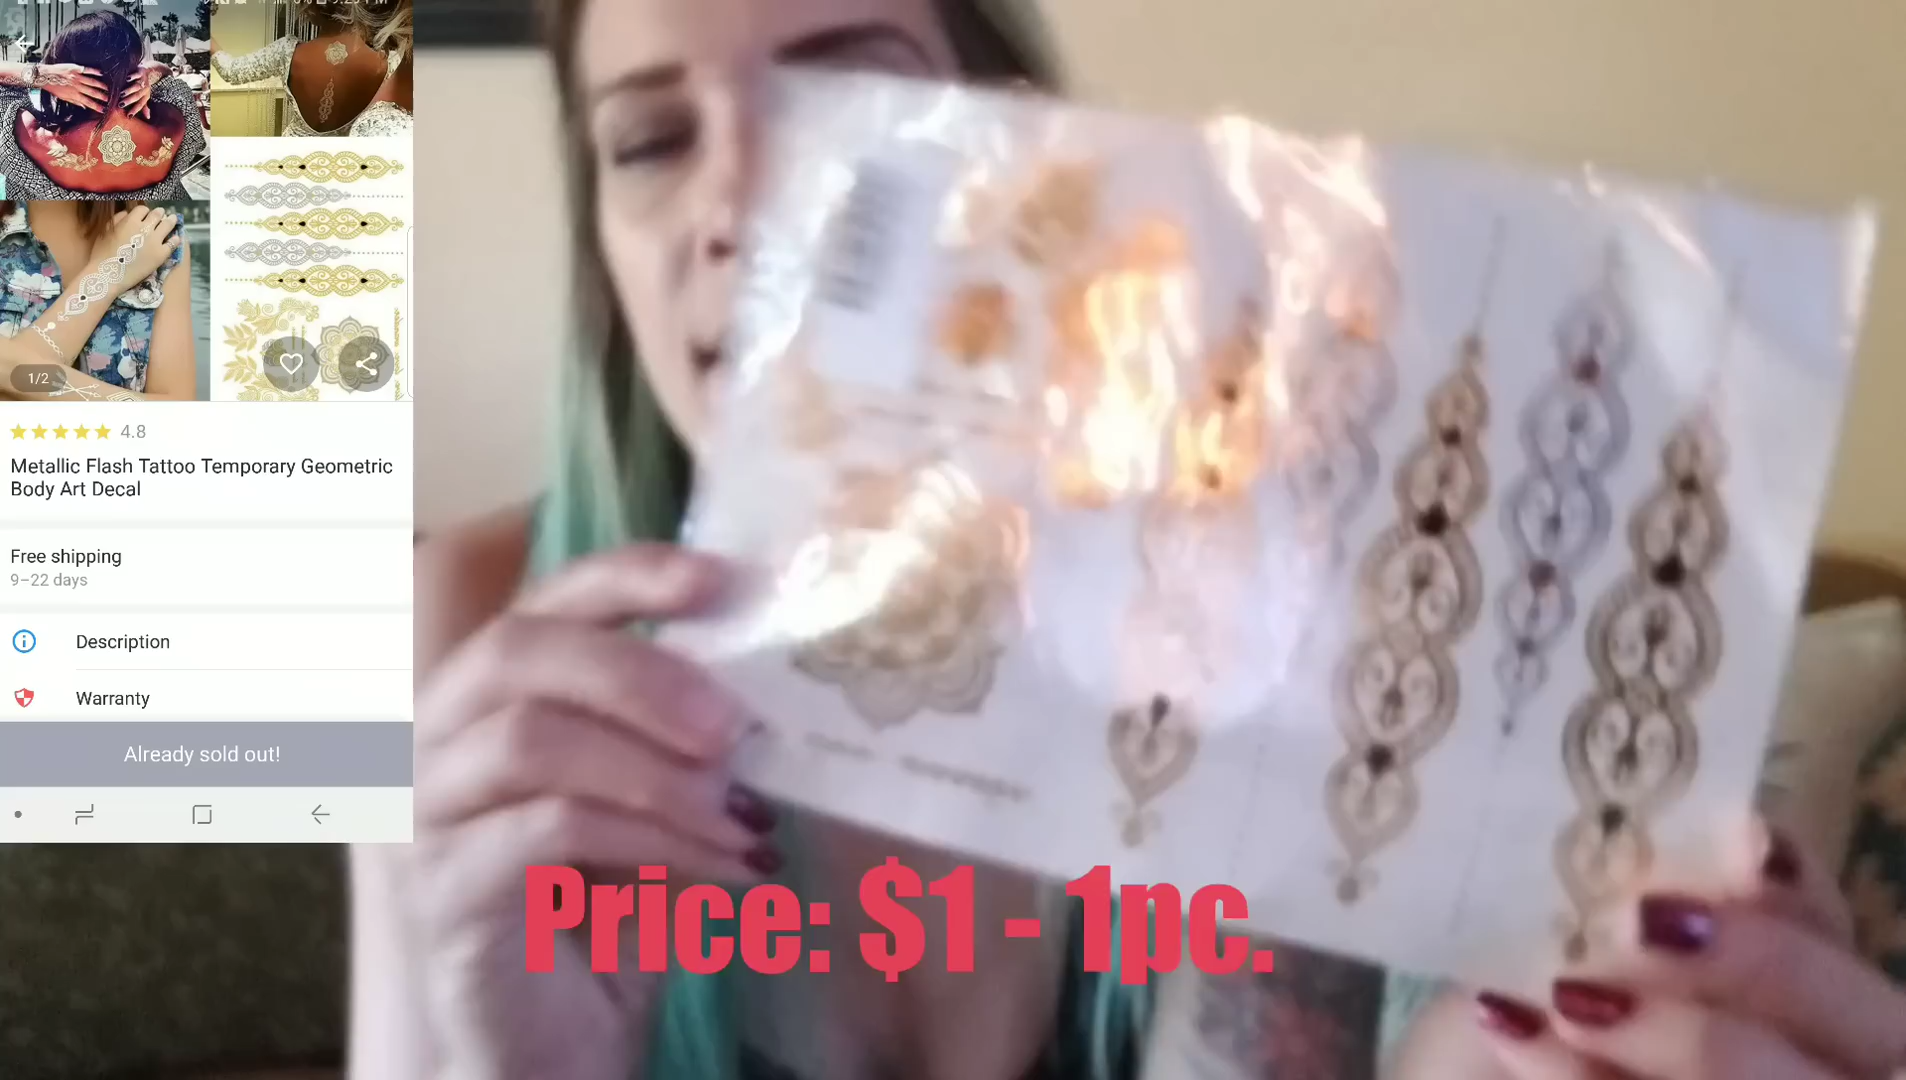 1/2
4.8
Metallic Flash Tattoo Temporary Geometric
Body Art Decal
Free shipping
9–22 days
Description
Warranty
Already sold out!
Price: $1 - 1pc.